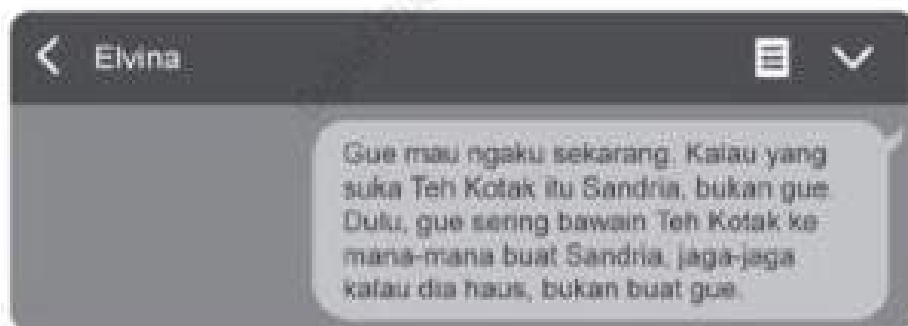 Elvina
Gue mau ngaku sekarang. Kalau yang
suka Teh Kotak itu Sandria, bukan gue.
Dulu, gue sering bawain Teh Kotak ke
mana-mana buat Sandria, jaga-jaga
kalau dia haus, bukan buat gue.